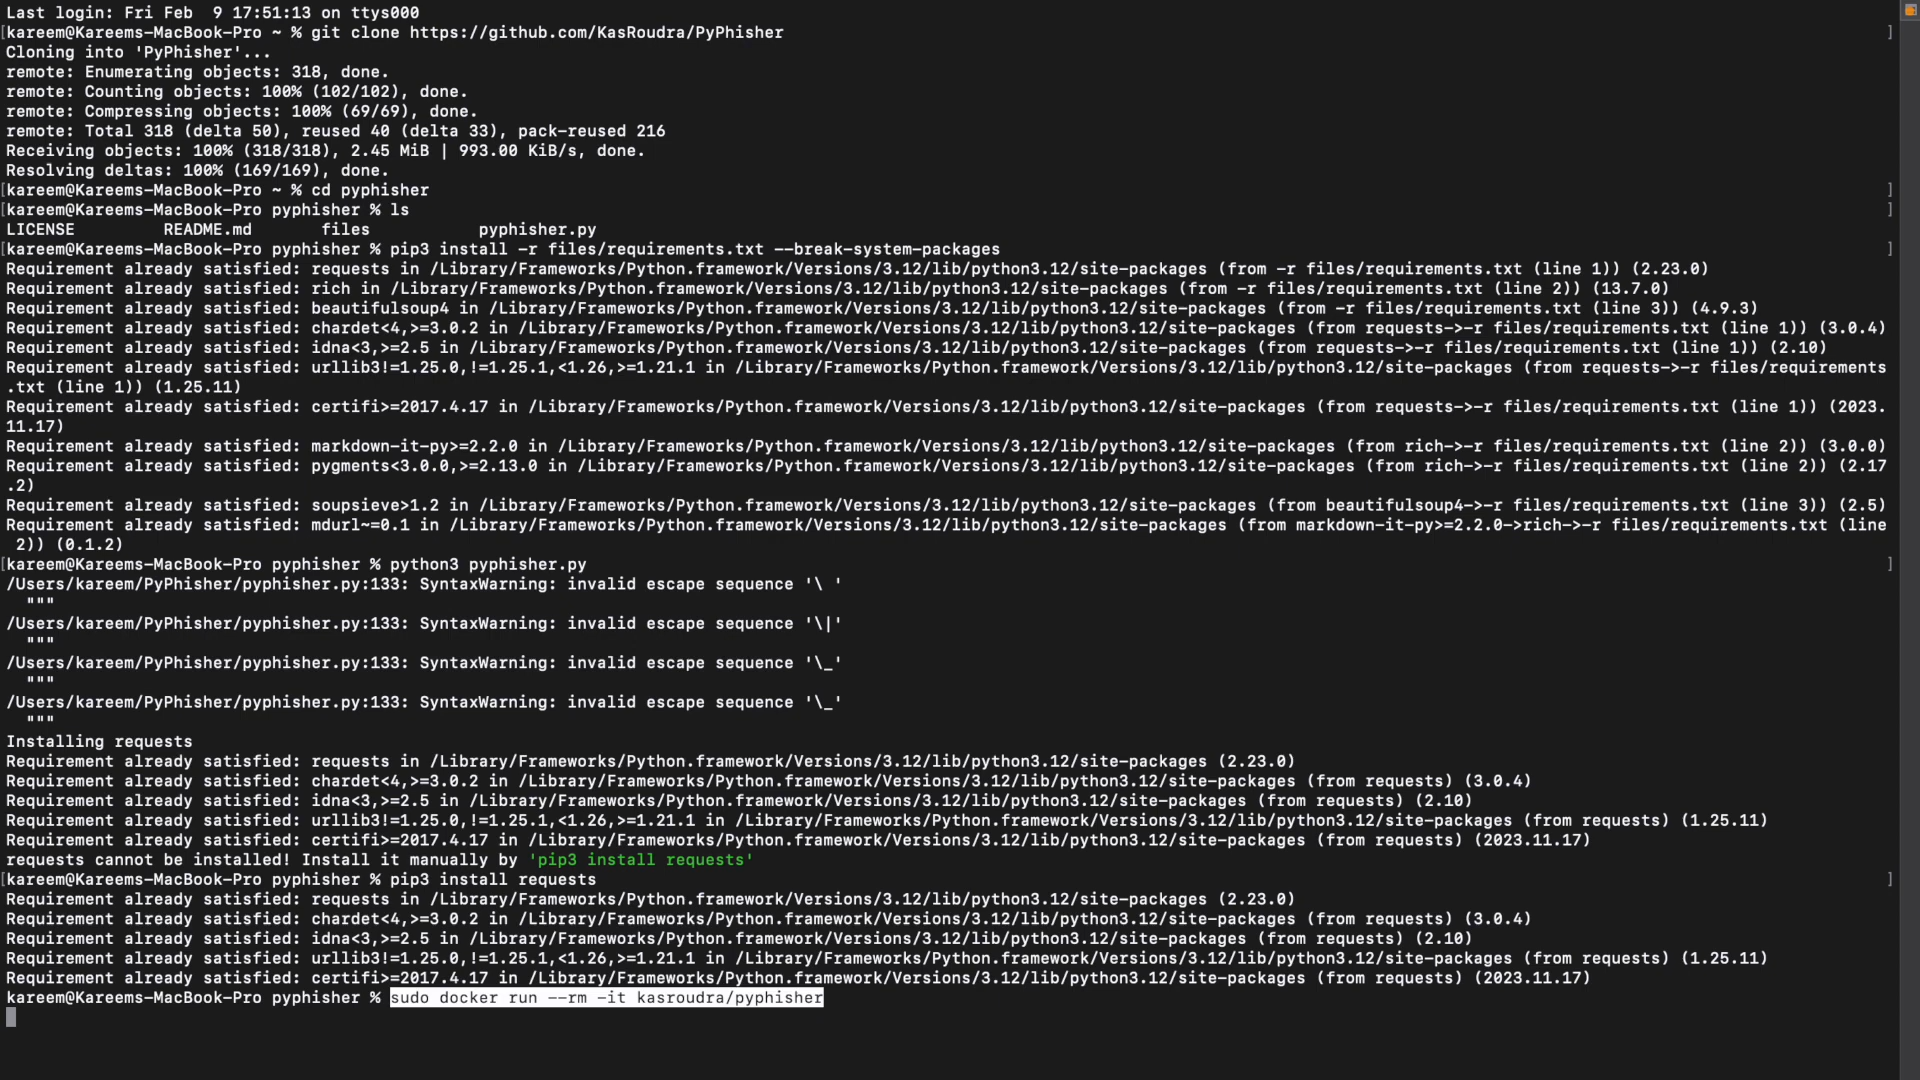 Last login: Fri Feb  9 17:51:13 on ttys000
[kareem@Kareems-MacBook-Pro ~ % git clone https://github.com/KasRoudra/PyPhisher ]
Cloning into 'PyPhisher'...
remote: Enumerating objects: 318, done.
remote: Counting objects: 100% (102/102), done.
remote: Compressing objects: 100% (69/69), done.
remote: Total 318 (delta 50), reused 40 (delta 33), pack-reused 216
Receiving objects: 100% (318/318), 2.45 MiB | 993.00 KiB/s, done.
Resolving deltas: 100% (169/169), done.
[kareem@Kareems-MacBook-Pro ~ % cd pyphisher ]
[kareem@Kareems-MacBook-Pro pyphisher % ls ]
LICENSE         README.md       files           pyphisher.py
[kareem@Kareems-MacBook-Pro pyphisher % pip3 install -r files/requirements.txt --break-system-packages ]
Requirement already satisfied: requests in /Library/Frameworks/Python.framework/Versions/3.12/lib/python3.12/site-packages (from -r files/requirements.txt (line 1)) (2.23.0)
Requirement already satisfied: rich in /Library/Frameworks/Python.framework/Versions/3.12/lib/python3.12/site-packages (from -r files/requirements.txt (line 2)) (13.7.0)
Requirement already satisfied: beautifulsoup4 in /Library/Frameworks/Python.framework/Versions/3.12/lib/python3.12/site-packages (from -r files/requirements.txt (line 3)) (4.9.3)
Requirement already satisfied: chardet<4,>=3.0.2 in /Library/Frameworks/Python.framework/Versions/3.12/lib/python3.12/site-packages (from requests->-r files/requirements.txt (line 1)) (3.0.4)
Requirement already satisfied: idna<3,>=2.5 in /Library/Frameworks/Python.framework/Versions/3.12/lib/python3.12/site-packages (from requests->-r files/requirements.txt (line 1)) (2.10)
Requirement already satisfied: urllib3!=1.25.0,!=1.25.1,<1.26,>=1.21.1 in /Library/Frameworks/Python.framework/Versions/3.12/lib/python3.12/site-packages (from requests->-r files/requirements
.txt (line 1)) (1.25.11)
Requirement already satisfied: certifi>=2017.4.17 in /Library/Frameworks/Python.framework/Versions/3.12/lib/python3.12/site-packages (from requests->-r files/requirements.txt (line 1)) (2023.
11.17)
Requirement already satisfied: markdown-it-py>=2.2.0 in /Library/Frameworks/Python.framework/Versions/3.12/lib/python3.12/site-packages (from rich->-r files/requirements.txt (line 2)) (3.0.0)
Requirement already satisfied: pygments<3.0.0,>=2.13.0 in /Library/Frameworks/Python.framework/Versions/3.12/lib/python3.12/site-packages (from rich->-r files/requirements.txt (line 2)) (2.17
.2)
Requirement already satisfied: soupsieve>1.2 in /Library/Frameworks/Python.framework/Versions/3.12/lib/python3.12/site-packages (from beautifulsoup4->-r files/requirements.txt (line 3)) (2.5)
Requirement already satisfied: mdurl~=0.1 in /Library/Frameworks/Python.framework/Versions/3.12/lib/python3.12/site-packages (from markdown-it-py>=2.2.0->rich->-r files/requirements.txt (line
 2)) (0.1.2)
[kareem@Kareems-MacBook-Pro pyphisher % python3 pyphisher.py ]
/Users/kareem/PyPhisher/pyphisher.py:133: SyntaxWarning: invalid escape sequence '\ '
  """
/Users/kareem/PyPhisher/pyphisher.py:133: SyntaxWarning: invalid escape sequence '\|'
  """
/Users/kareem/PyPhisher/pyphisher.py:133: SyntaxWarning: invalid escape sequence '\_'
  """
/Users/kareem/PyPhisher/pyphisher.py:133: SyntaxWarning: invalid escape sequence '\_'
  """
Installing requests
Requirement already satisfied: requests in /Library/Frameworks/Python.framework/Versions/3.12/lib/python3.12/site-packages (2.23.0)
Requirement already satisfied: chardet<4,>=3.0.2 in /Library/Frameworks/Python.framework/Versions/3.12/lib/python3.12/site-packages (from requests) (3.0.4)
Requirement already satisfied: idna<3,>=2.5 in /Library/Frameworks/Python.framework/Versions/3.12/lib/python3.12/site-packages (from requests) (2.10)
Requirement already satisfied: urllib3!=1.25.0,!=1.25.1,<1.26,>=1.21.1 in /Library/Frameworks/Python.framework/Versions/3.12/lib/python3.12/site-packages (from requests) (1.25.11)
Requirement already satisfied: certifi>=2017.4.17 in /Library/Frameworks/Python.framework/Versions/3.12/lib/python3.12/site-packages (from requests) (2023.11.17)
requests cannot be installed! Install it manually by 'pip3 install requests'
[kareem@Kareems-MacBook-Pro pyphisher % pip3 install requests ]
Requirement already satisfied: requests in /Library/Frameworks/Python.framework/Versions/3.12/lib/python3.12/site-packages (2.23.0)
Requirement already satisfied: chardet<4,>=3.0.2 in /Library/Frameworks/Python.framework/Versions/3.12/lib/python3.12/site-packages (from requests) (3.0.4)
Requirement already satisfied: idna<3,>=2.5 in /Library/Frameworks/Python.framework/Versions/3.12/lib/python3.12/site-packages (from requests) (2.10)
Requirement already satisfied: urllib3!=1.25.0,!=1.25.1,<1.26,>=1.21.1 in /Library/Frameworks/Python.framework/Versions/3.12/lib/python3.12/site-packages (from requests) (1.25.11)
Requirement already satisfied: certifi>=2017.4.17 in /Library/Frameworks/Python.framework/Versions/3.12/lib/python3.12/site-packages (from requests) (2023.11.17)
kareem@Kareems-MacBook-Pro pyphisher % sudo docker run --rm -it kasroudra/pyphisher